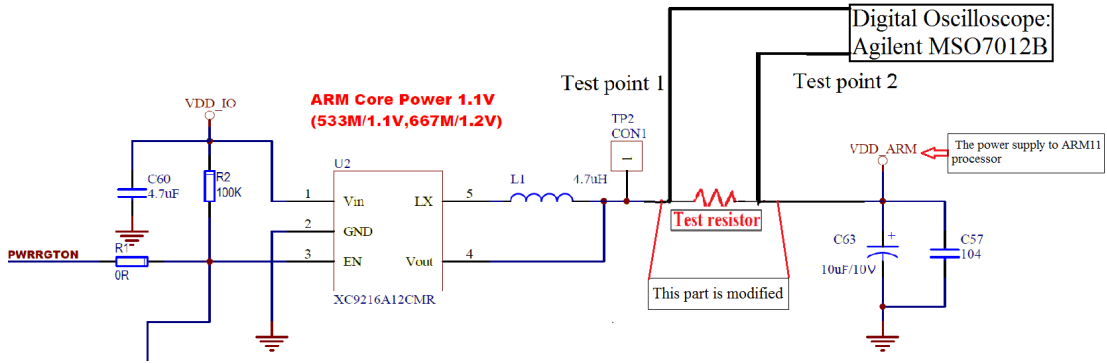 Digital Oscilloscope:
Agilent MSO7012B
Test point 1
Test point 2
ARM Core Power 1.1V
(533M/1.1V,667M/1.2V)
VDD_IO
TP2
CON1
1
VDD_ARM
The power supply to ARM11
processor
U2
C60
4.7uF
R2
100K
L1
4.7uH
1
Vin
LX
5
Test resistor
2
GND
C63
+
10uF/10V
C57
104
PWRRGTON
R1
0R
3
EN
Vout
4
This part is modified
XC9216A12CMR